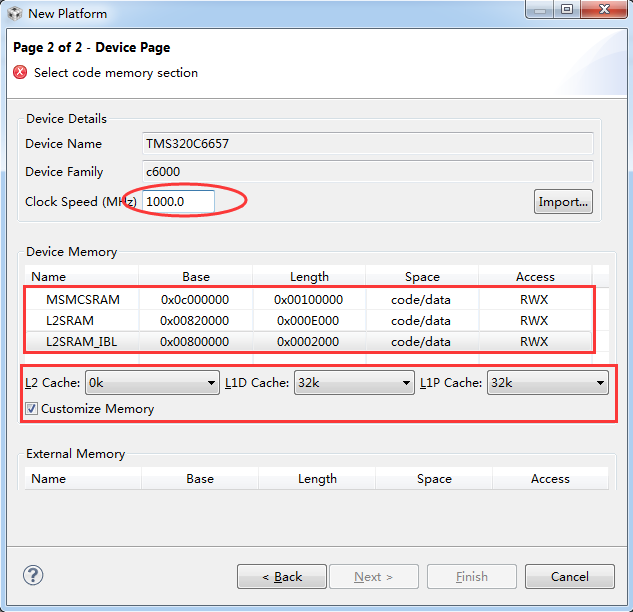 New Platform
Page 2 of 2 - Device Page
Select code memory section
Device Details
Device Name TMS320C6657
Device Family c6000
Clock Speed (MHz) 1000.0 Import...
Device Memory
Name Base Length Space Access
MSMCSRAM 0x0c000000 0x00100000 code/data RWX
L2SRAM 0x00820000 0x000E000 code/data RWX
L2SRAM_IBL 0x00800000 0x0002000 code/data RWX
L2 Cache: 0k L1D Cache: 32k L1P Cache: 32k
Customize Memory
External Memory
Name Base Length Space Access
? < Back Next > Finish Cancel